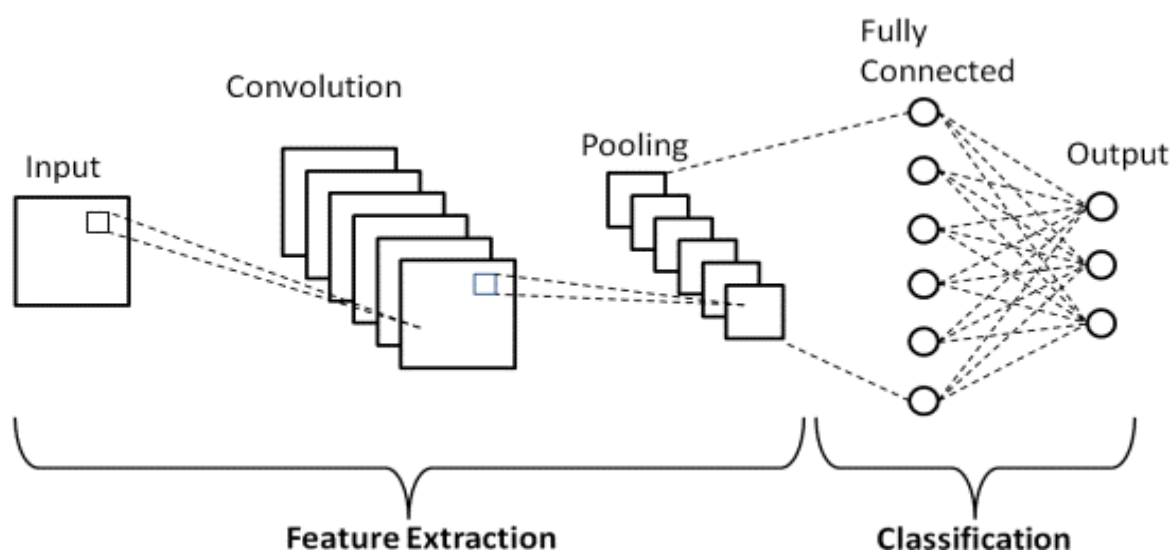 Input
Convolution
Pooling
Fully
Connected
Output
Feature Extraction
Classification